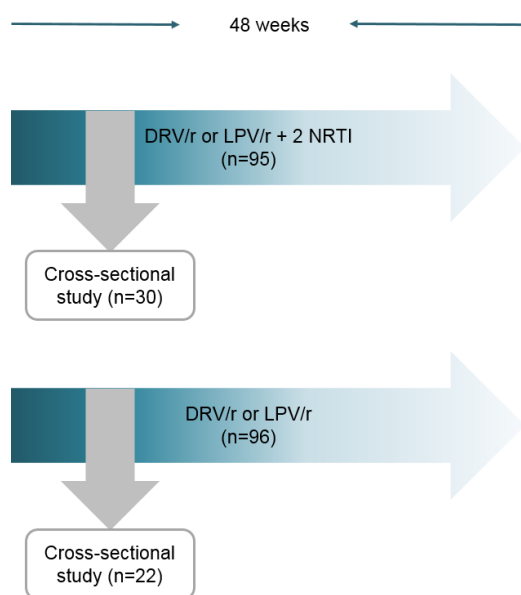 48 weeks
DRV/r or LPV/r + 2 NRTI
(n=95)
Cross-sectional
study (n=30)
DRV/r or LPV/r
(n=96)
Cross-sectional
study (n=22)